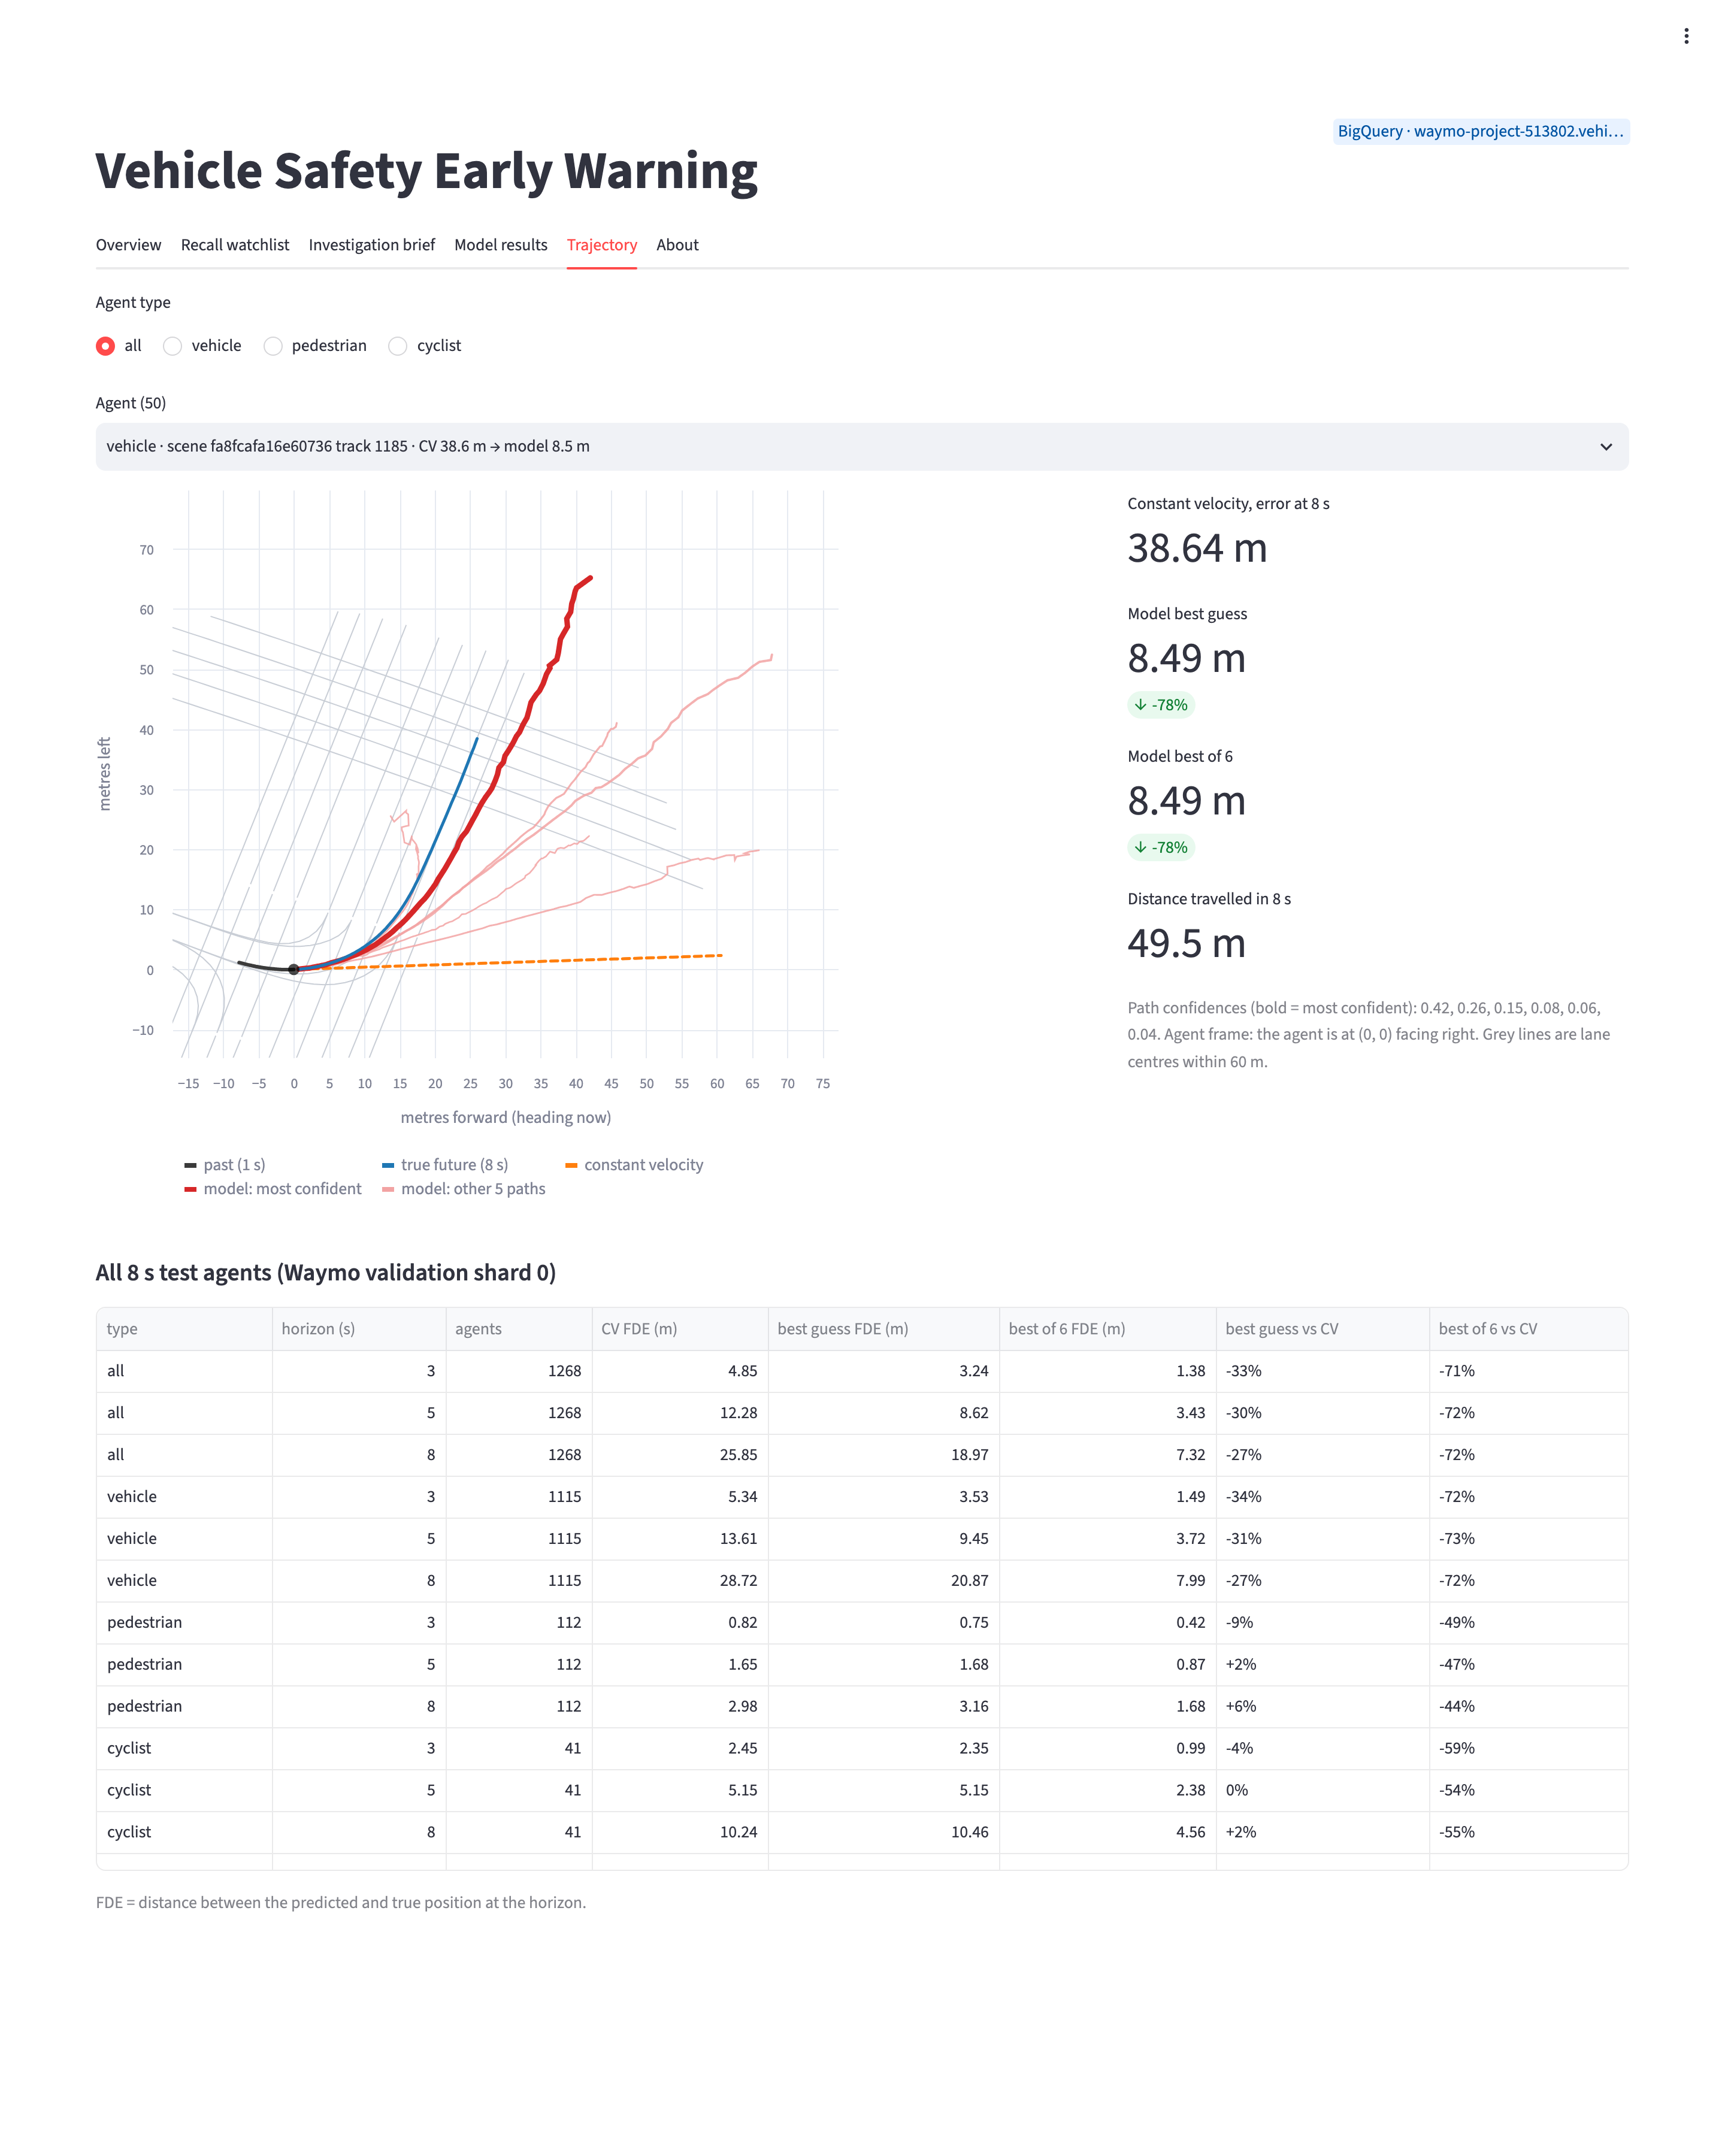 BigQuery · waymo-project-513802.vehi…
Vehicle Safety Early Warning
Overview Recall watchlist Investigation brief Model results Trajectory About
Agent type
all vehicle pedestrian cyclist
Agent (50)
vehicle · scene fa8fcafa16e60736 track 1185 · CV 38.6 m → model 8.5 m
70
60
50
40
30
20
10
0
−10
metres left
−15 −10 −5 0 5 10 15 20 25 30 35 40 45 50 55 60 65 70 75
metres forward (heading now)
past (1 s) true future (8 s) constant velocity
model: most confident model: other 5 paths
Constant velocity, error at 8 s
38.64 m
Model best guess
8.49 m
↓ -78%
Model best of 6
8.49 m
↓ -78%
Distance travelled in 8 s
49.5 m
Path confidences (bold = most confident): 0.42, 0.26, 0.15, 0.08, 0.06,
0.04. Agent frame: the agent is at (0, 0) facing right. Grey lines are lane
centres within 60 m.
All 8 s test agents (Waymo validation shard 0)
type horizon (s) agents CV FDE (m) best guess FDE (m) best of 6 FDE (m) best guess vs CV best of 6 vs CV
all 3 1268 4.85 3.24 1.38 -33% -71%
all 5 1268 12.28 8.62 3.43 -30% -72%
all 8 1268 25.85 18.97 7.32 -27% -72%
vehicle 3 1115 5.34 3.53 1.49 -34% -72%
vehicle 5 1115 13.61 9.45 3.72 -31% -73%
vehicle 8 1115 28.72 20.87 7.99 -27% -72%
pedestrian 3 112 0.82 0.75 0.42 -9% -49%
pedestrian 5 112 1.65 1.68 0.87 +2% -47%
pedestrian 8 112 2.98 3.16 1.68 +6% -44%
cyclist 3 41 2.45 2.35 0.99 -4% -59%
cyclist 5 41 5.15 5.15 2.38 0% -54%
cyclist 8 41 10.24 10.46 4.56 +2% -55%
FDE = distance between the predicted and true position at the horizon.